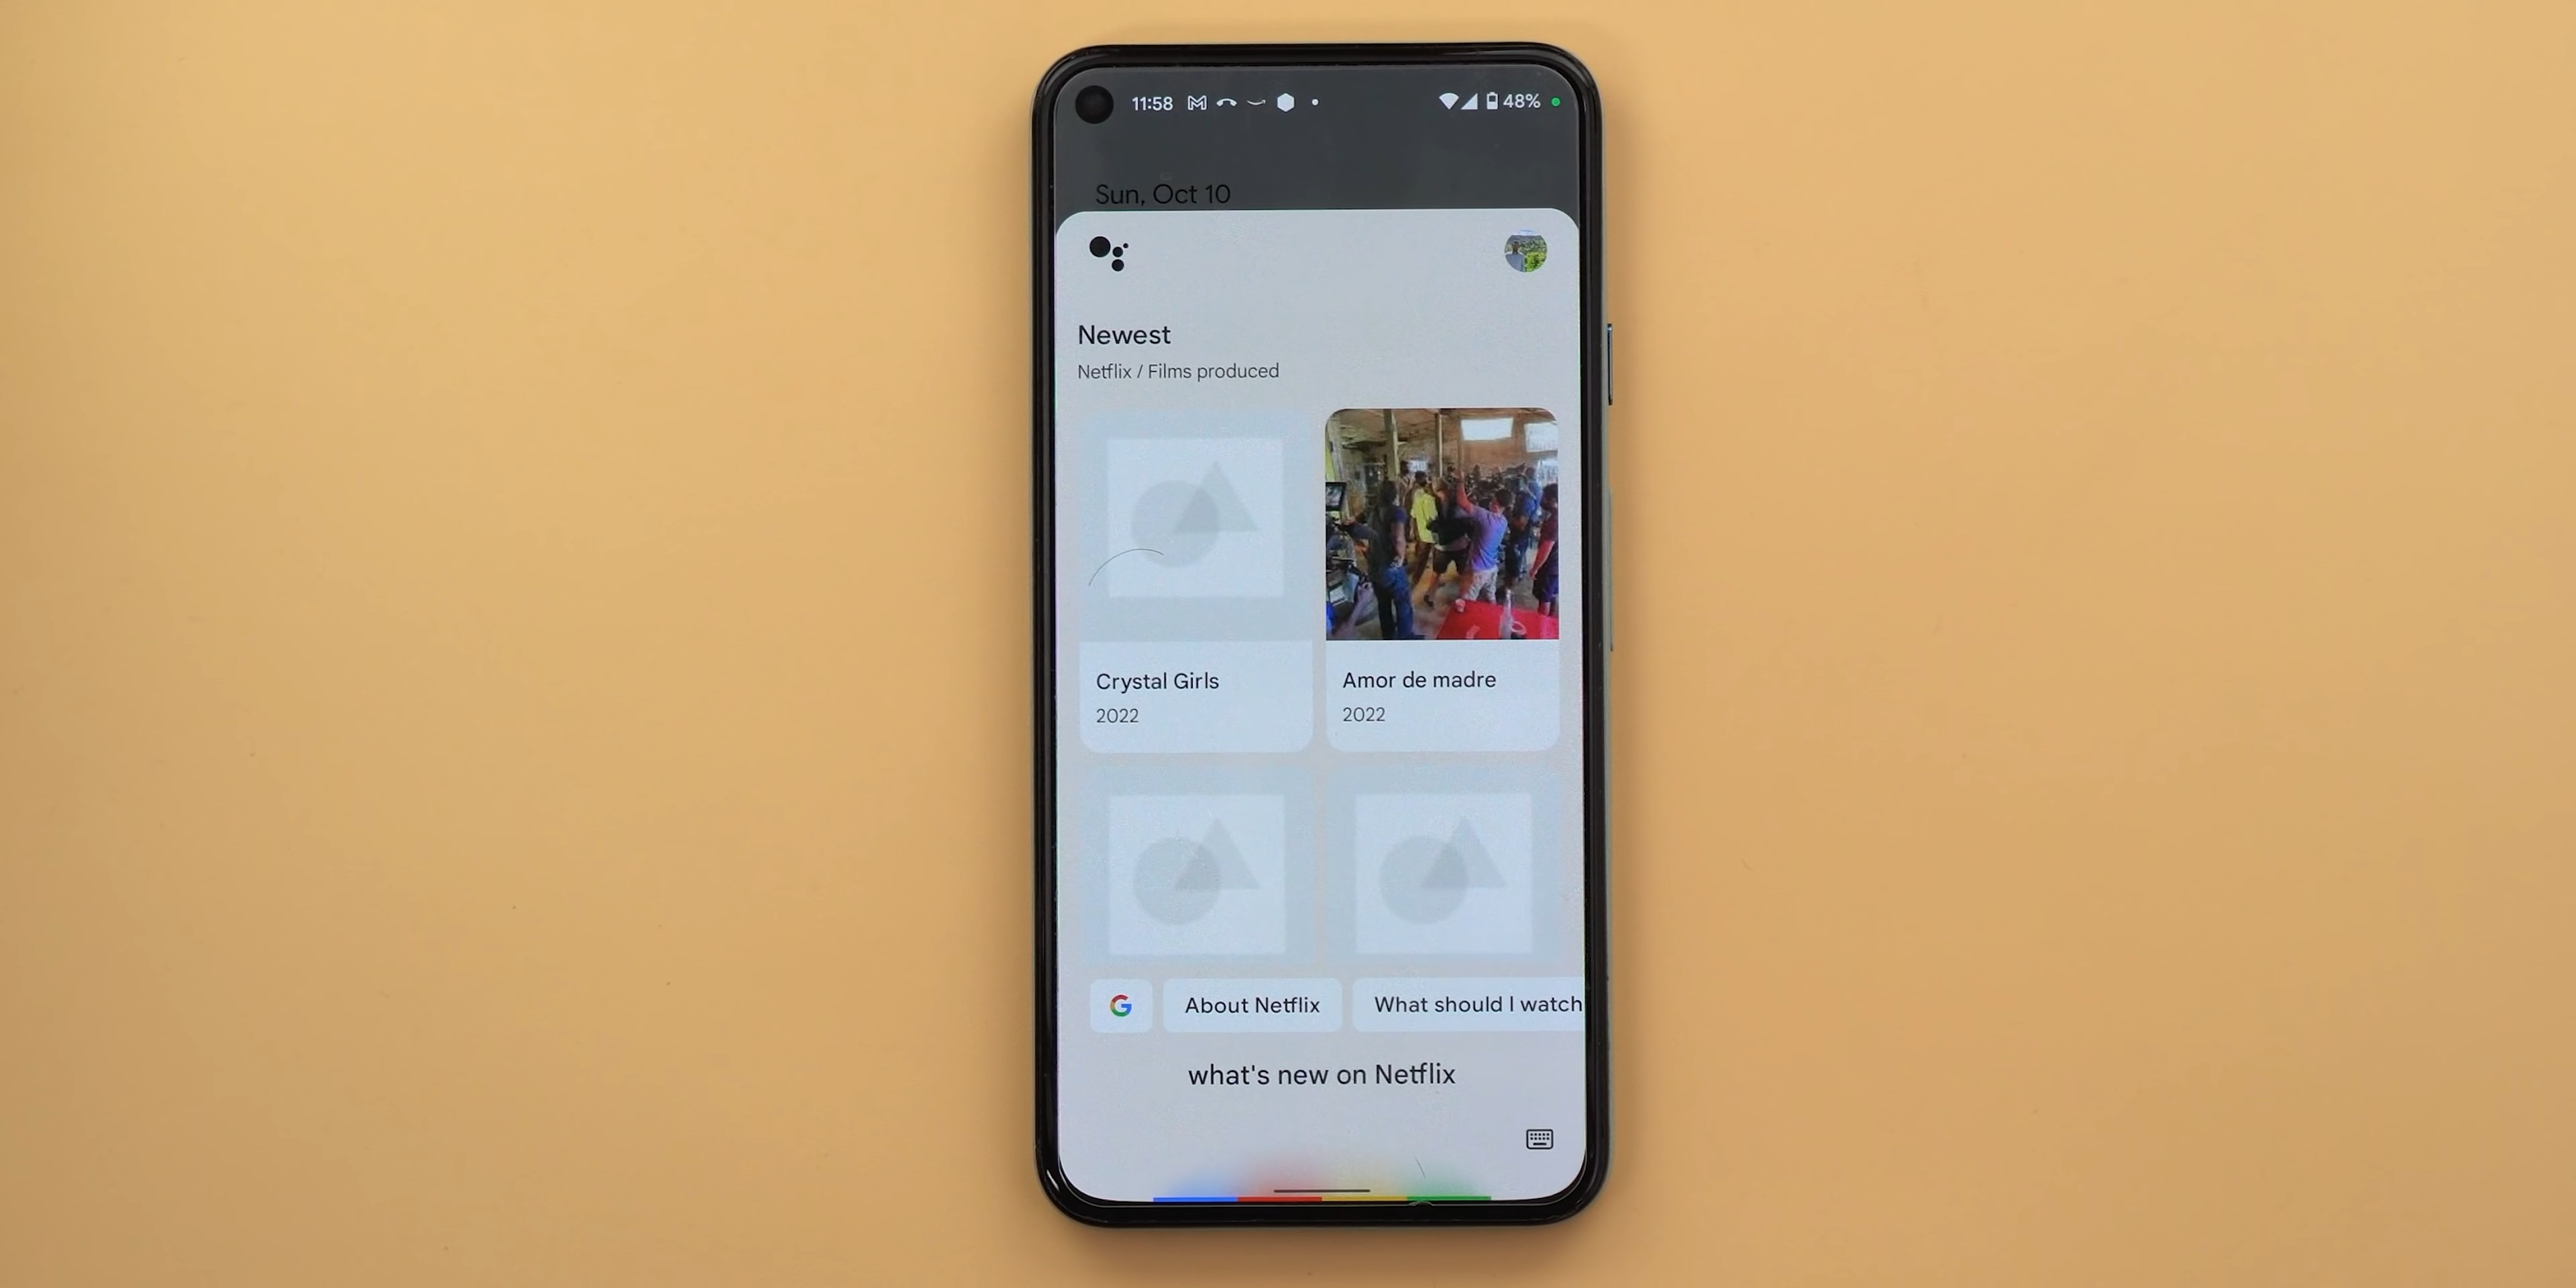 11:58
48%
Sun, Oct 10
Newest
Netflix / Films produced
Crystal Girls
2022
Amor de madre
2022
About Netflix
What should I watch
what's new on Netflix